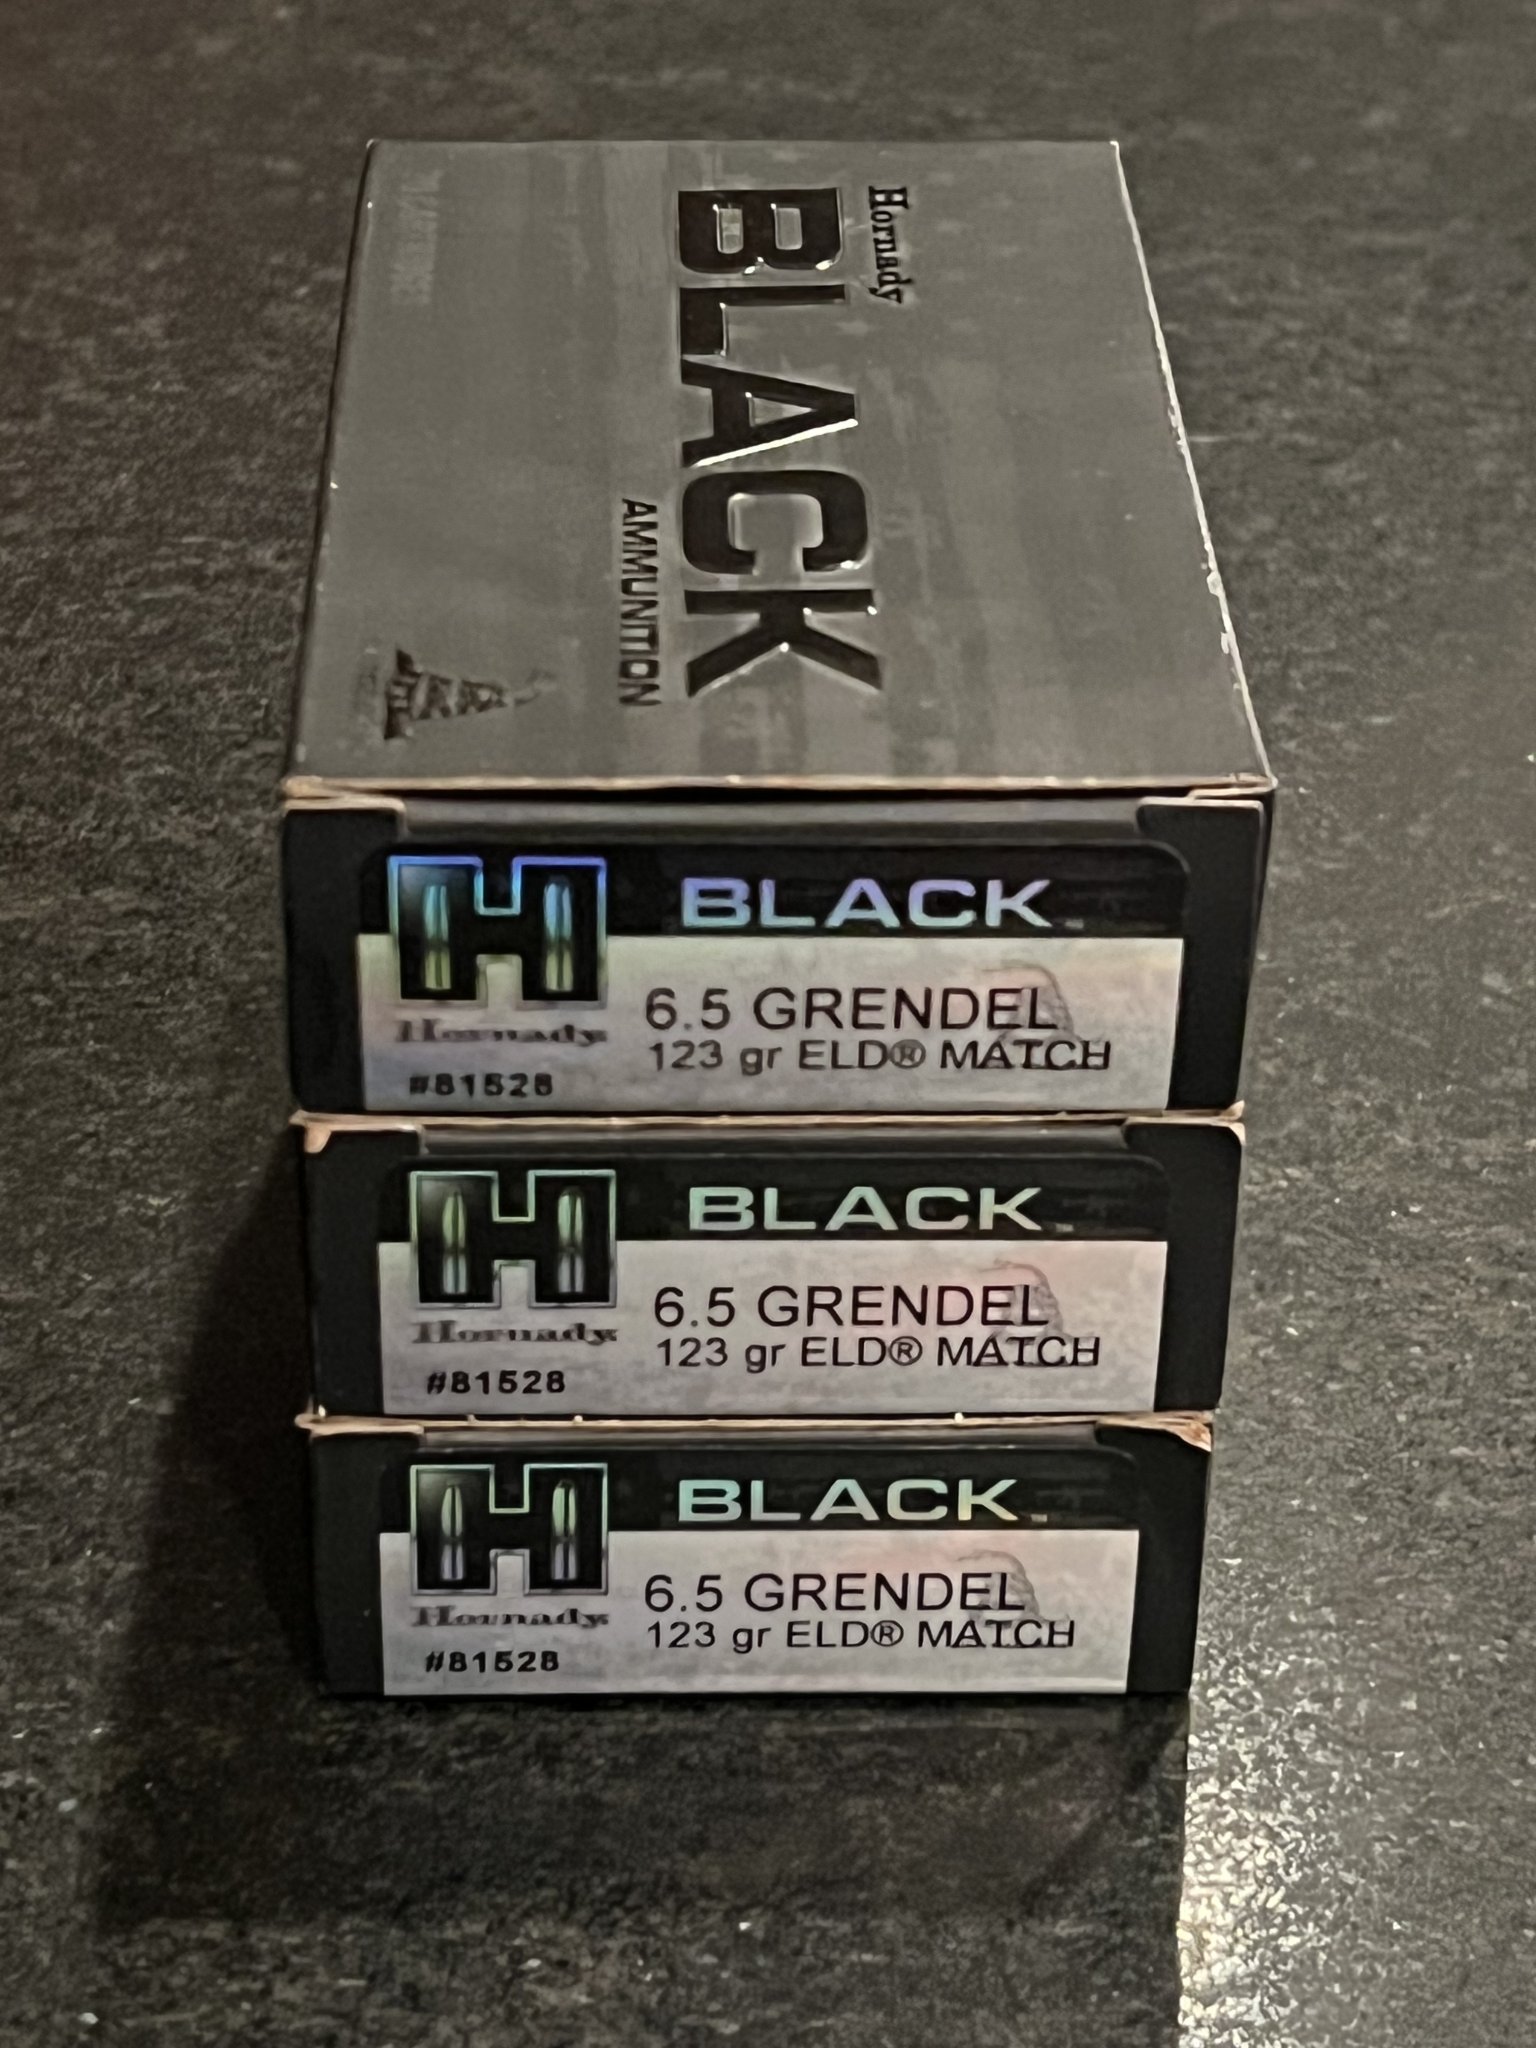 Hornady
BLACK
AMMUNITION
BLACK
Hornady
6.5 GRENDEL
123 gr ELD® MATCH
#81528
BLACK
Hornady
6.5 GRENDEL
123 gr ELD® MATCH
#81528
BLACK
Hornady
6.5 GRENDEL
123 gr ELD® MATCH
#81528